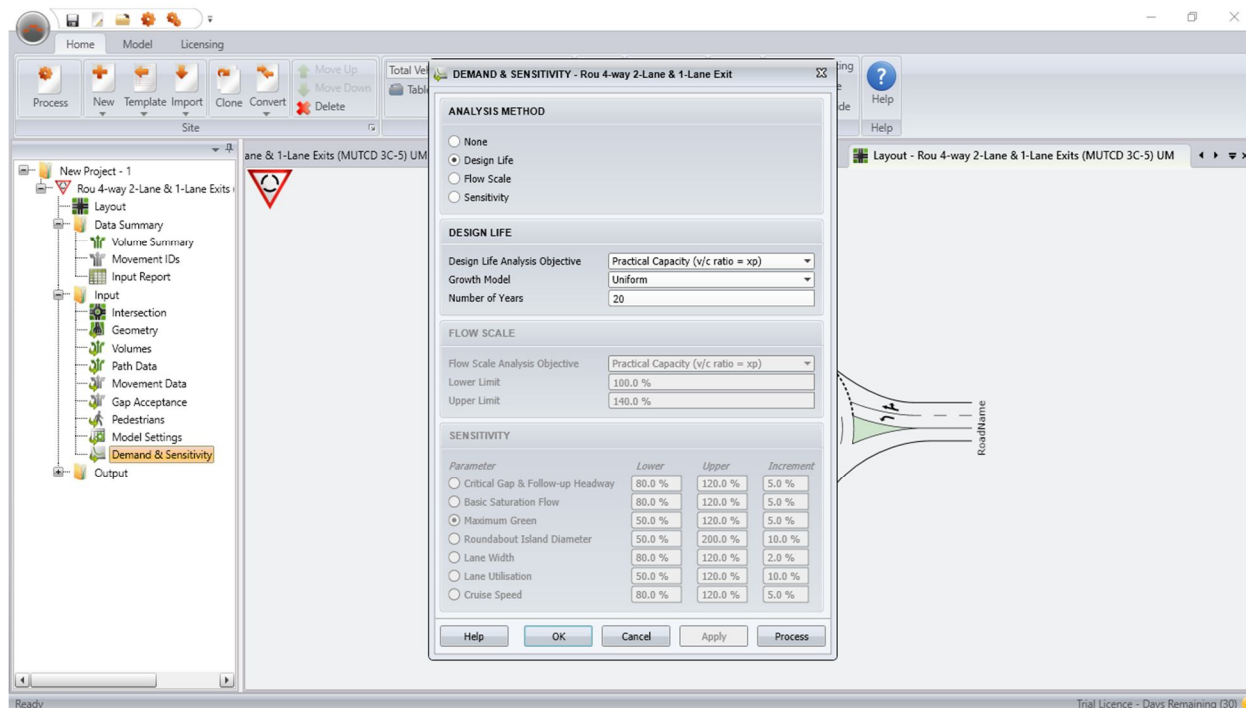 Home Model Licensing
Process
New Template Import
Clone Convert
Move Up
Move Down
Delete
Site
Total Vel
Table
ting
e
de
Help
Help
New Project - 1
Rou 4-way 2-Lane & 1-Lane Exits
Layout
Data Summary
Volume Summary
Movement IDs
Input Report
Input
Intersection
Geometry
Volumes
Path Data
Movement Data
Gap Acceptance
Pedestrians
Model Settings
Demand & Sensitivity
Output
ane & 1-Lane Exits (MUTCD 3C-5) UM
Layout - Rou 4-way 2-Lane & 1-Lane Exits (MUTCD 3C-5) UM
DEMAND & SENSITIVITY - Rou 4-way 2-Lane & 1-Lane Exit
ANALYSIS METHOD
None
Design Life
Flow Scale
Sensitivity
DESIGN LIFE
Design Life Analysis Objective Practical Capacity (v/c ratio = xp)
Growth Model Uniform
Number of Years 20
FLOW SCALE
Flow Scale Analysis Objective Practical Capacity (v/c ratio = xp)
Lower Limit 100.0 %
Upper Limit 140.0 %
SENSITIVITY
Parameter Lower Upper Increment
Critical Gap & Follow-up Headway 80.0 % 120.0 % 5.0 %
Basic Saturation Flow 80.0 % 120.0 % 5.0 %
Maximum Green 50.0 % 120.0 % 5.0 %
Roundabout Island Diameter 50.0 % 200.0 % 10.0 %
Lane Width 80.0 % 120.0 % 2.0 %
Lane Utilisation 50.0 % 120.0 % 10.0 %
Cruise Speed 80.0 % 120.0 % 5.0 %
Help OK Cancel Apply Process
RoadName
Ready
Trial Licence - Days Remaining (30)